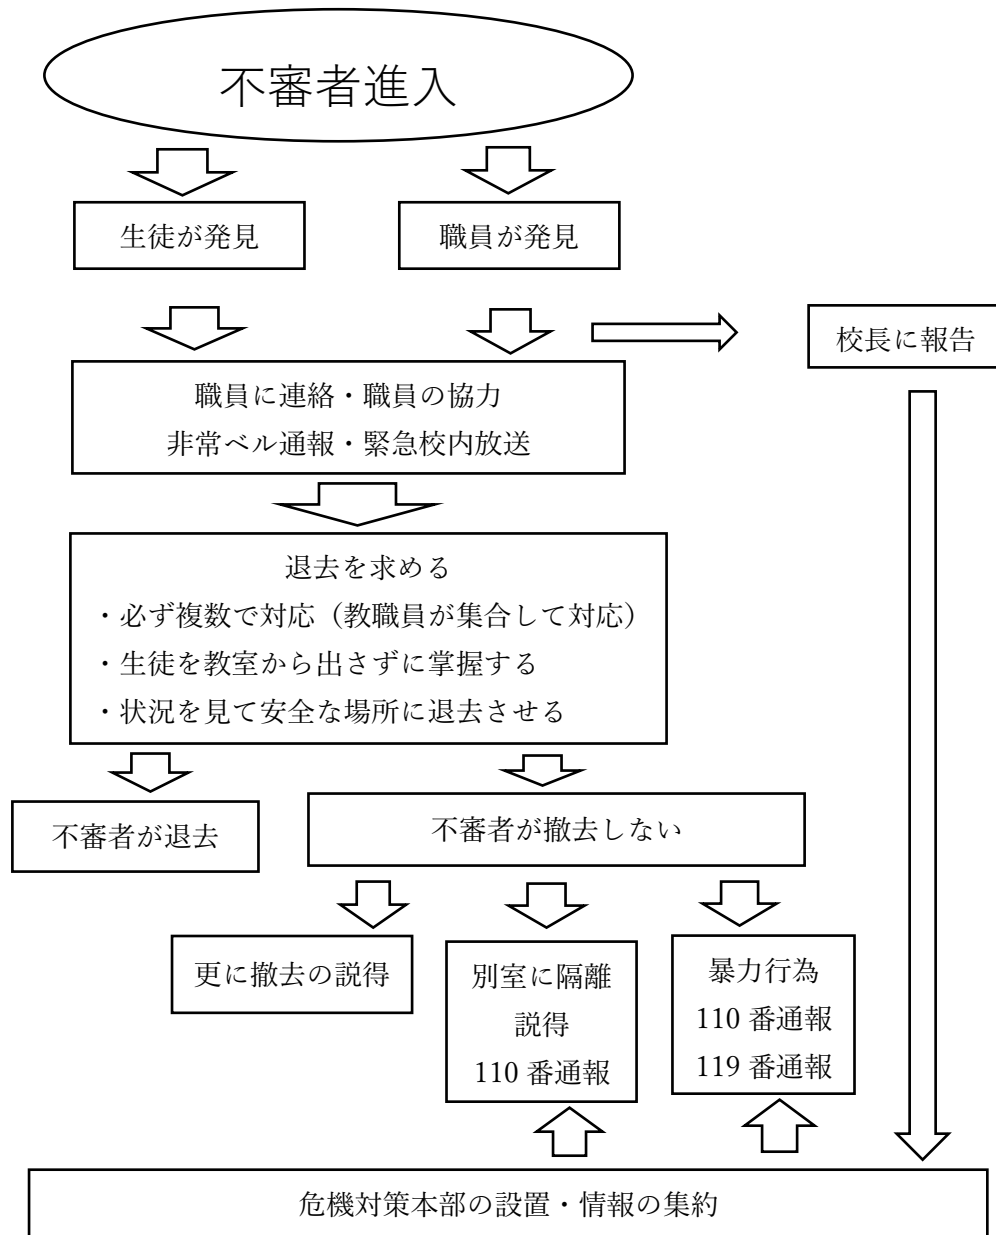 不審者進入
生徒が発見
職員が発見
校長に報告
職員に連絡・職員の協力
非常ベル通報・緊急校内放送
退去を求める
・必ず複数で対応（教職員が集合して対応）
・生徒を教室から出さずに掌握する
・状況を見て安全な場所に退去させる
不審者が退去
不審者が撤去しない
更に撤去の説得
別室に隔離
説得
110 番通報
暴力行為
110 番通報
119 番通報
危機対策本部の設置・情報の集約